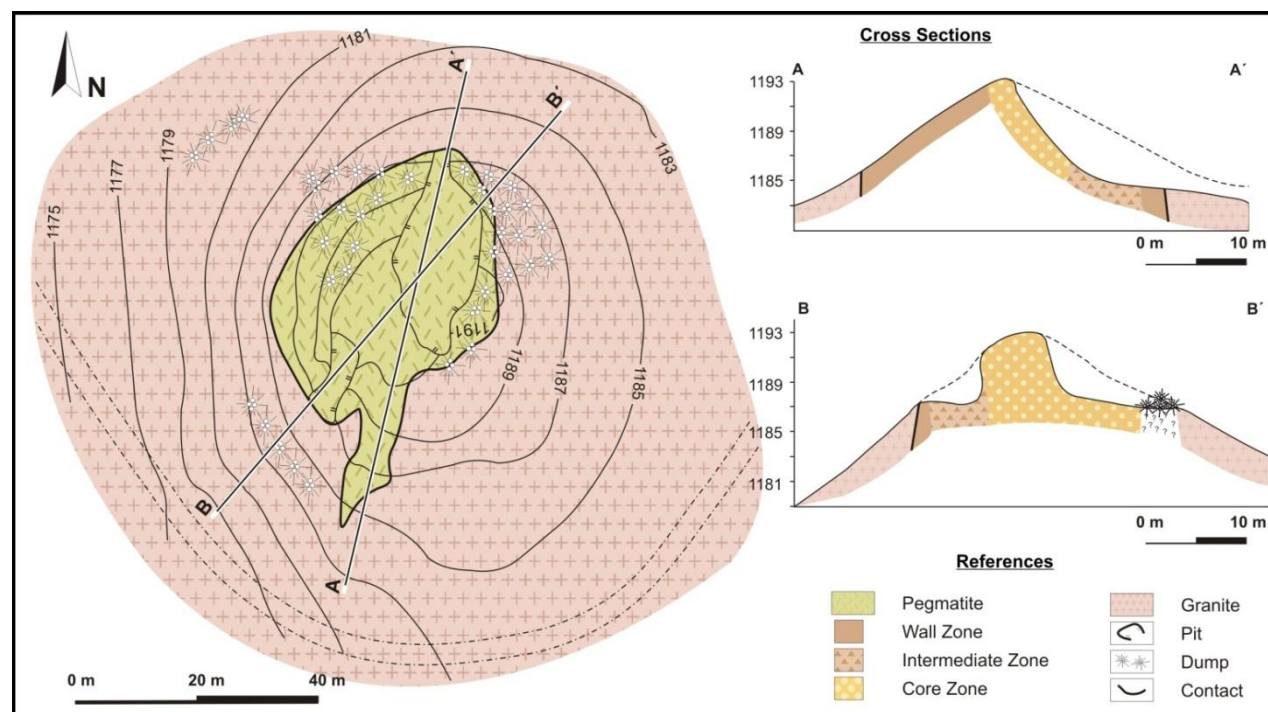 N
1181
1179
1177
1175
A´
B´
1183
1191
1189
1187
1185
B
A
0 m 20 m 40 m
Cross Sections
A A´
1193
1189
1185
0 m 10 m
B B´
1193
1189
1185
1181
0 m 10 m
References
Pegmatite
Wall Zone
Intermediate Zone
Core Zone
Granite
Pit
Dump
Contact